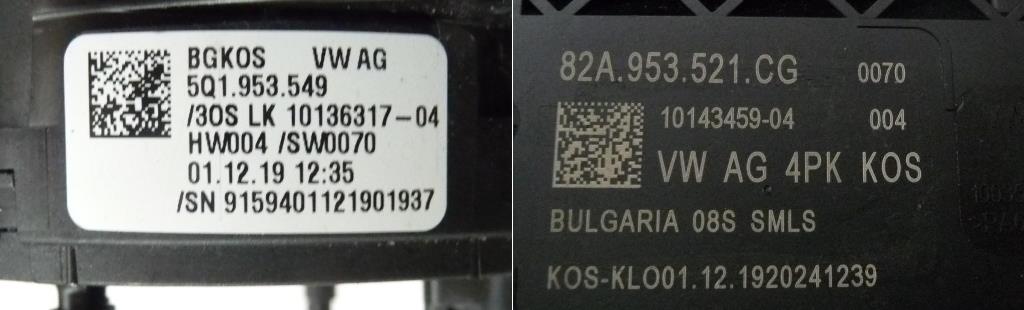 BGKOS VW AG
5Q1.953.549
/3OS LK 10136317-04
HW004 /SW0070
01.12.19 12:35
/SN 9159401121901937
82A.953.521.CG 0070
10143459-04 004
VW AG 4PK KOS
BULGARIA 08S SMLS
KOS-KLO01.12.1920241239